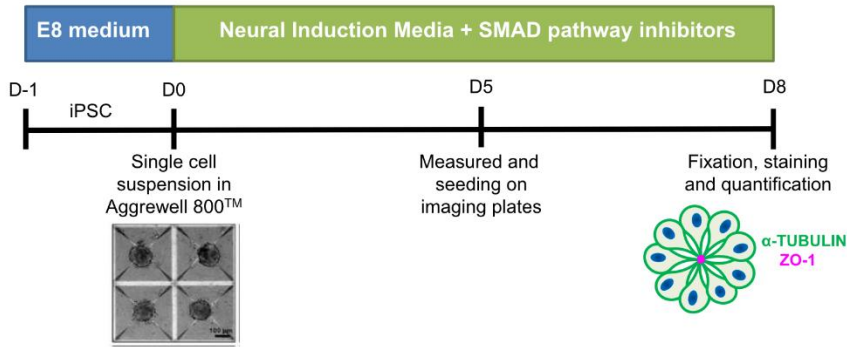 E8 medium
Neural Induction Media + SMAD pathway inhibitors
D-1
D0
D5
D8
iPSC
Single cell
suspension in
Aggrewell 800™
Measured and
seeding on
imaging plates
Fixation, staining
and quantification
α-TUBULIN
ZO-1
100 µm